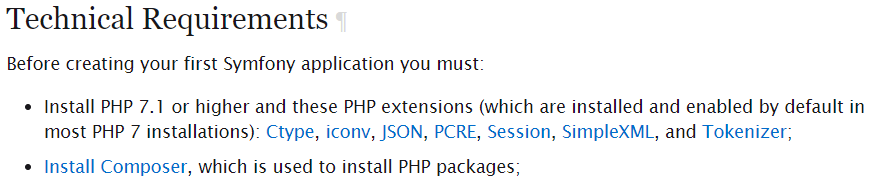 Technical Requirements ¶
Before creating your first Symfony application you must:
• Install PHP 7.1 or higher and these PHP extensions (which are installed and enabled by default in
most PHP 7 installations): Ctype, iconv, JSON, PCRE, Session, SimpleXML, and Tokenizer;
• Install Composer, which is used to install PHP packages;